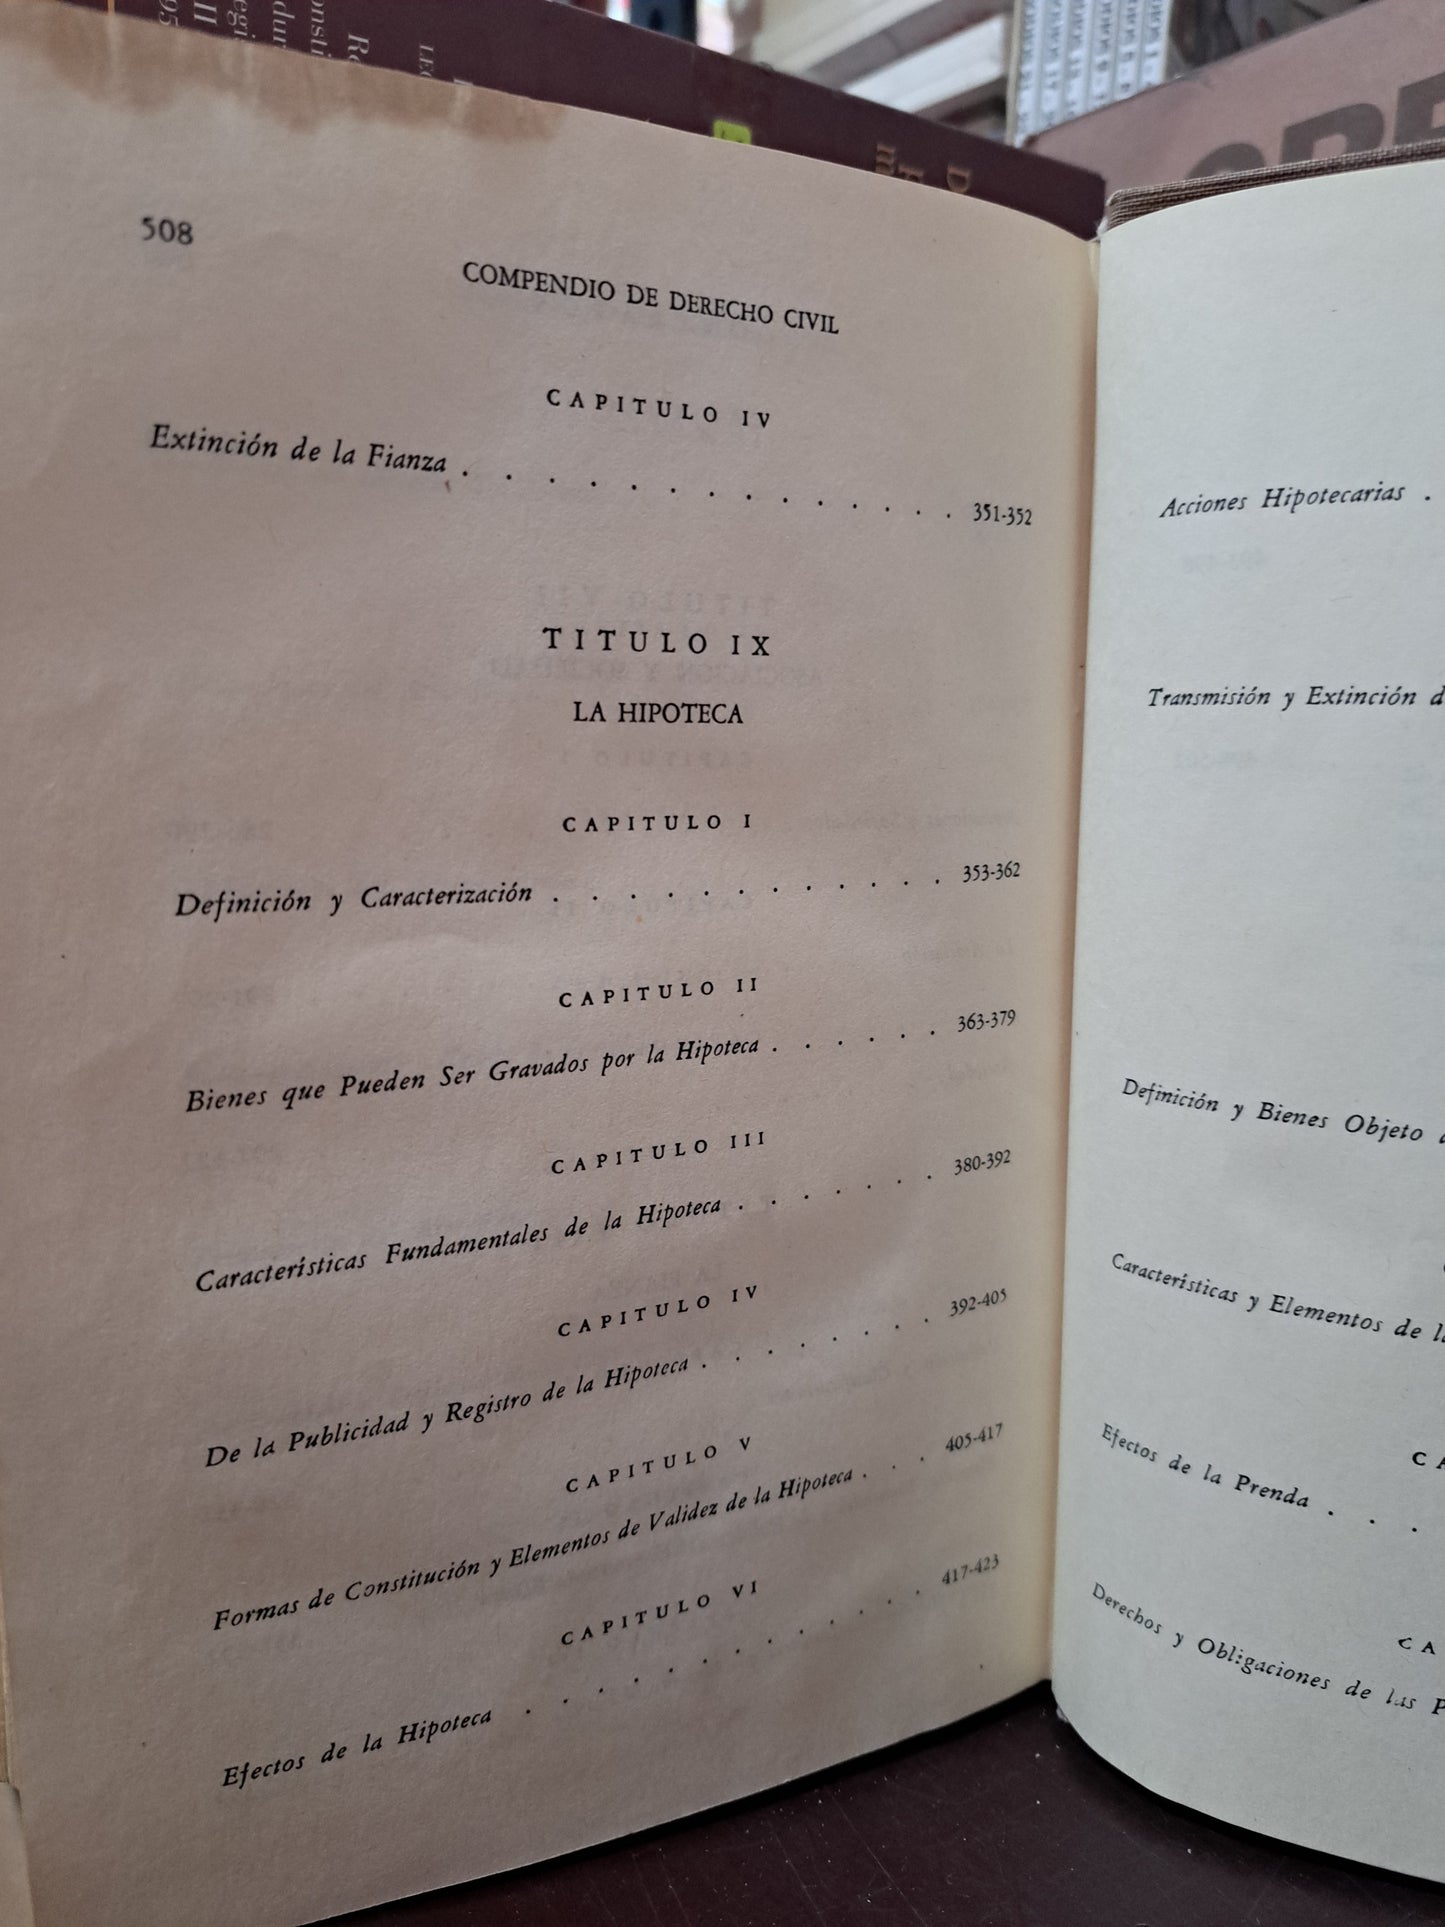 508
COMPENDIO DE DERECHO CIVIL
CAPITULO IV
Extinción de la Fianza . . . . . . . . . . . . . 351-352
TITULO IX
LA HIPOTECA
CAPITULO I
Definición y Caracterización . . . . . . . . . . . . 353-362
CAPITULO II
Bienes que Pueden Ser Gravados por la Hipoteca . . . . . . 363-379
CAPITULO III
Características Fundamentales de la Hipoteca . . . . . . . 380-392
CAPITULO IV
De la Publicidad y Registro de la Hipoteca . . . . . . . . 392-405
CAPITULO V
Formas de Constitución y Elementos de Validez de la Hipoteca . . . 405-417
CAPITULO VI
Efectos de la Hipoteca . . . . . . . . . . . . 417-423
Acciones Hipotecarias .
Transmisión y Extinción d
Definición y Bienes Objeto
Características y Elementos de l
CA
Efectos de la Prenda . . .
CA
Derechos y Obligaciones de las P